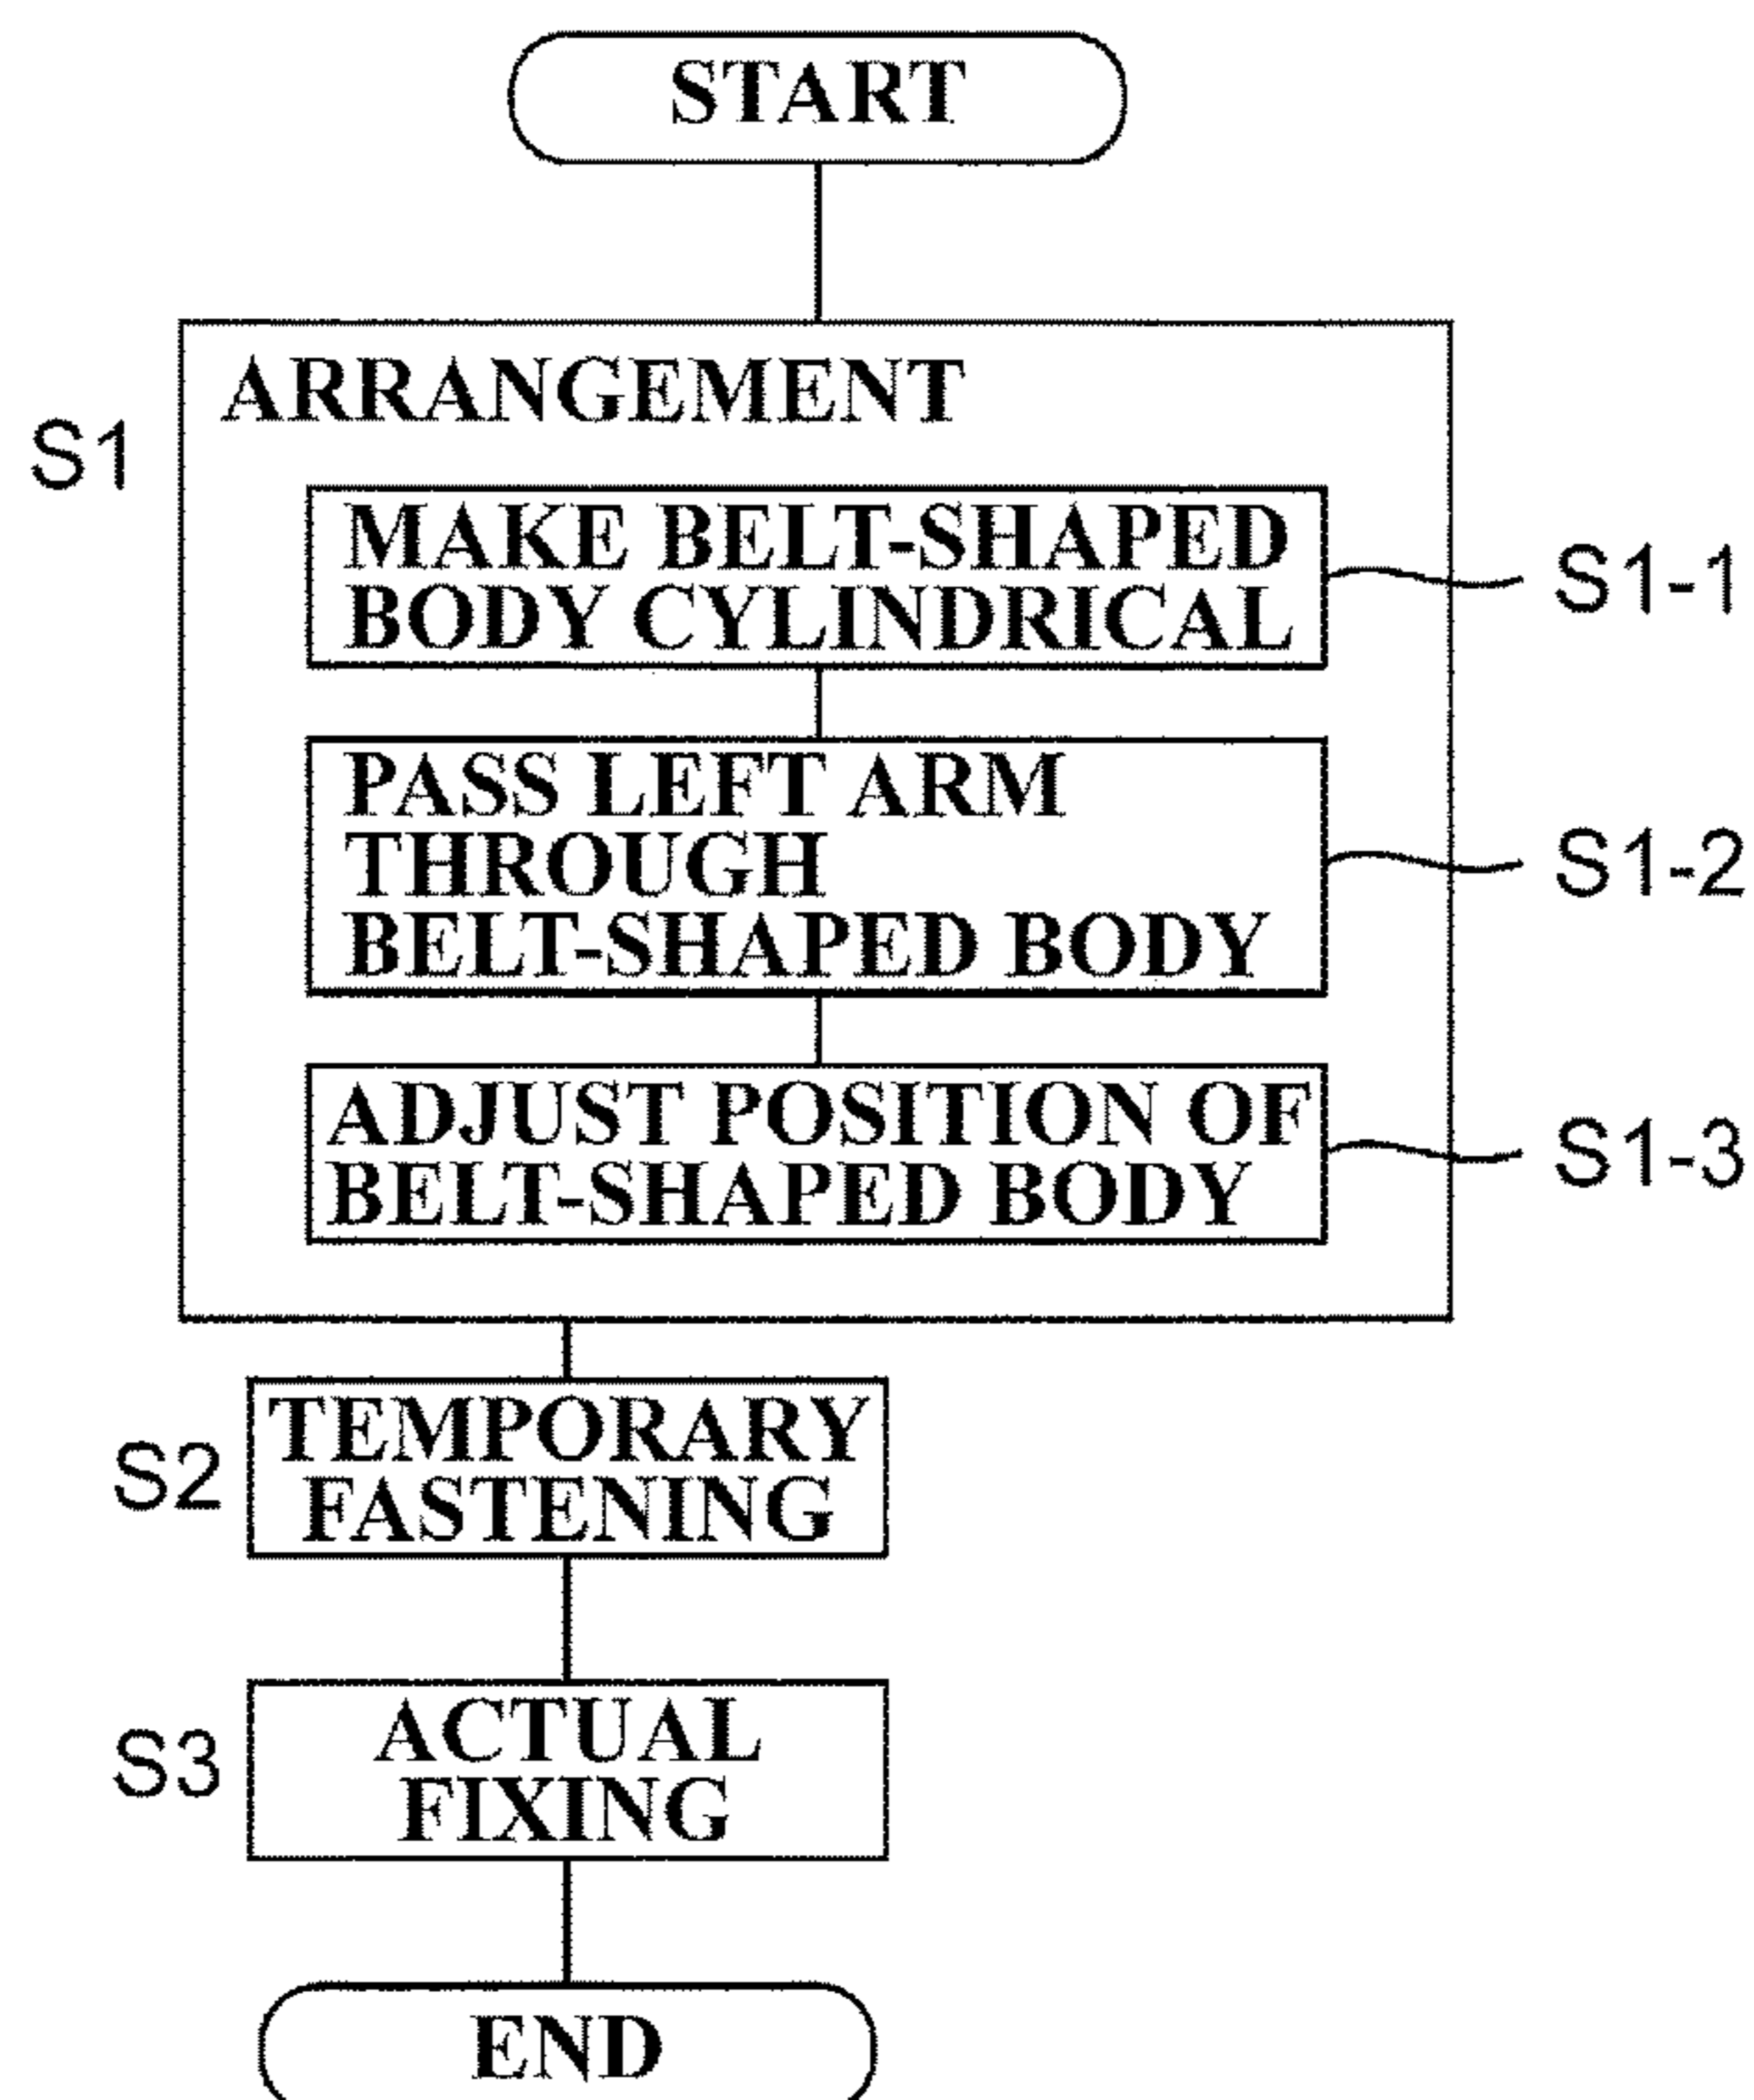 START
ARRANGEMENT
S1
MAKE BELT-SHAPED
BODY CYLINDRICAL
S1-1
PASS LEFT ARM
THROUGH
BELT-SHAPED BODY
S1-2
ADJUST POSITION OF
BELT-SHAPED BODY
S1-3
S2
TEMPORARY
FASTENING
S3
ACTUAL
FIXING
END